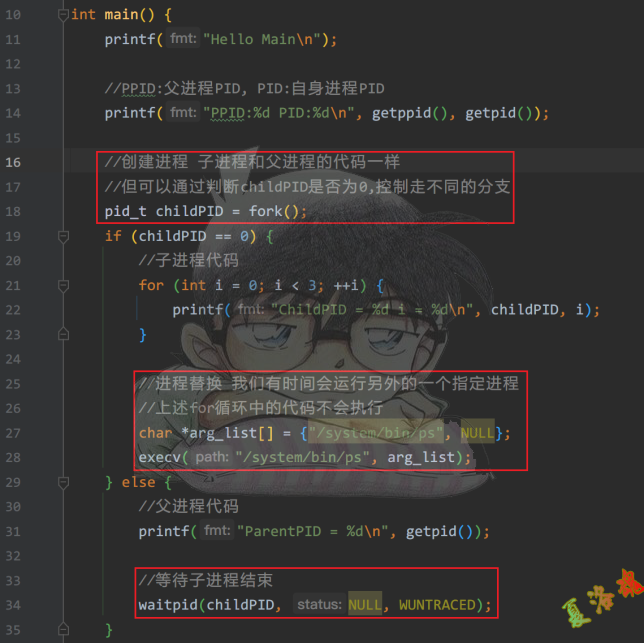 10 int main() {
11 printf( fmt: "Hello Main\n");
12
13 //PPID:父进程PID, PID:自身进程PID
14 printf( fmt: "PPID:%d PID:%d\n", getppid(), getpid());
15
16 //创建进程 子进程和父进程的代码一样
17 //但可以通过判断childPID是否为0,控制走不同的分支
18 pid_t childPID = fork();
19 if (childPID == 0) {
20 //子进程代码
21 for (int i = 0; i < 3; ++i) {
22 printf( fmt: "ChildPID = %d i = %d\n", childPID, i);
23 }
24
25 //进程替换 我们有时间会运行另外的一个指定进程
26 //上述for循环中的代码不会执行
27 char *arg_list[] = {"/system/bin/ps", NULL};
28 execv( path: "/system/bin/ps", arg_list);
29 } else {
30 //父进程代码
31 printf( fmt: "ParentPID = %d\n", getpid());
32
33 //等待子进程结束
34 waitpid(childPID, status: NULL, WUNTRACED);
35 }
夏洛